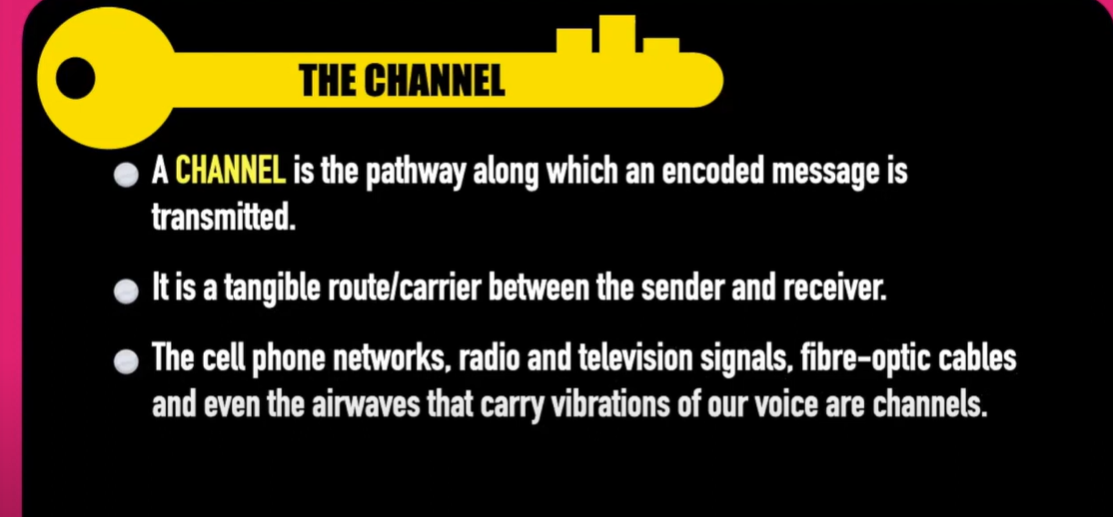 THE CHANNEL
A CHANNEL is the pathway along which an encoded message is
transmitted.
It is a tangible route/carrier between the sender and receiver.
The cell phone networks, radio and television signals, fibre-optic cables
and even the airwaves that carry vibrations of our voice are channels.